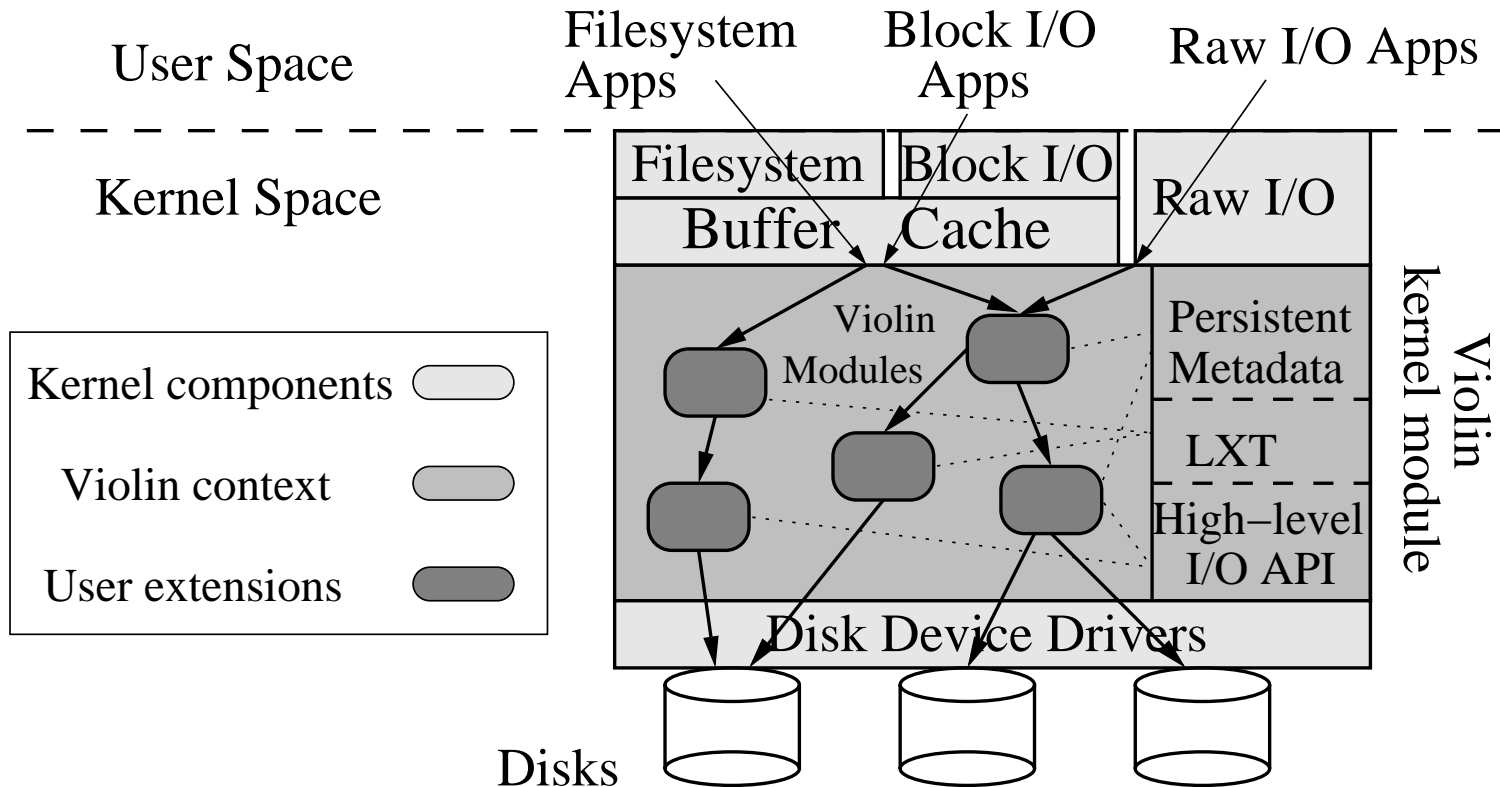 User Space
Filesystem
Apps
Block I/O
Apps
Raw I/O Apps
Kernel Space
Filesystem
Block I/O
Raw I/O
Buffer Cache
Violin
Modules
Persistent
Metadata
LXT
High–level
I/O API
Violin
kernel module
Kernel components
Violin context
User extensions
Disk Device Drivers
Disks